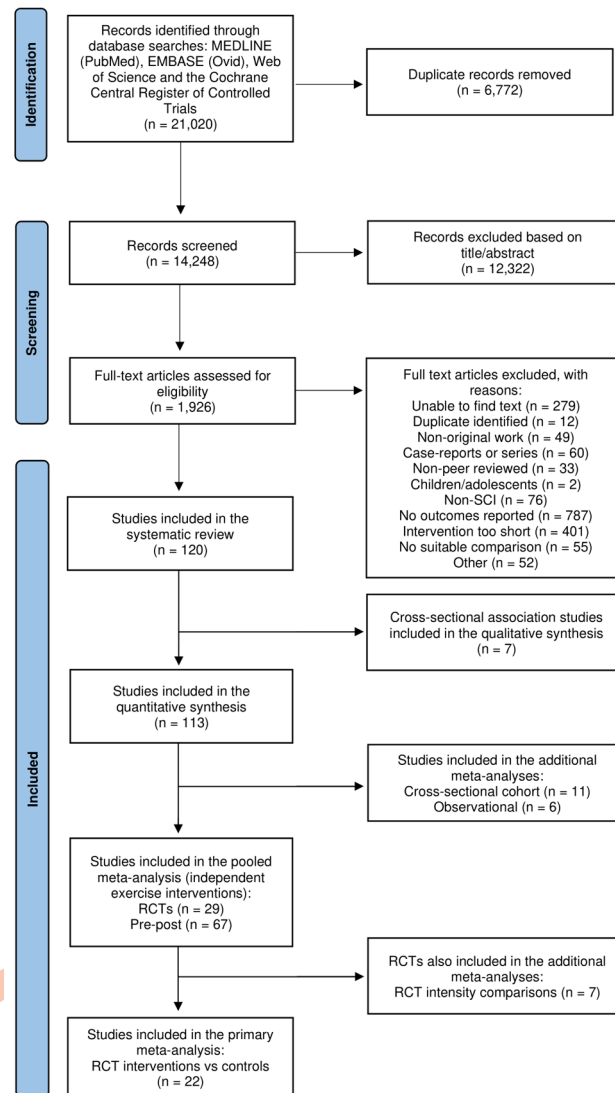 Identification
Records identified through
database searches: MEDLINE
(PubMed), EMBASE (Ovid), Web
of Science and the Cochrane
Central Register of Controlled
Trials
(n = 21,020)
Duplicate records removed
(n = 6,772)
Screening
Records screened
(n = 14,248)
Records excluded based on
title/abstract
(n = 12,322)
Full-text articles assessed for
eligibility
(n = 1,926)
Full text articles excluded, with
reasons:
Unable to find text (n = 279)
Duplicate identified (n = 12)
Non-original work (n = 49)
Case-reports or series (n = 60)
Non-peer reviewed (n = 33)
Children/adolescents (n = 2)
Non-SCI (n = 76)
No outcomes reported (n = 787)
Intervention too short (n = 401)
No suitable comparison (n = 55)
Other (n = 52)
Included
Studies included in the
systematic review
(n = 120)
Cross-sectional association studies
included in the qualitative synthesis
(n = 7)
Studies included in the
quantitative synthesis
(n = 113)
Studies included in the additional
meta-analyses:
Cross-sectional cohort (n = 11)
Observational (n = 6)
Studies included in the pooled
meta-analysis (independent
exercise interventions):
RCTs (n = 29)
Pre-post (n = 67)
RCTs also included in the additional
meta-analyses:
RCT intensity comparisons (n = 7)
Studies included in the primary
meta-analysis:
RCT interventions vs controls
(n = 22)